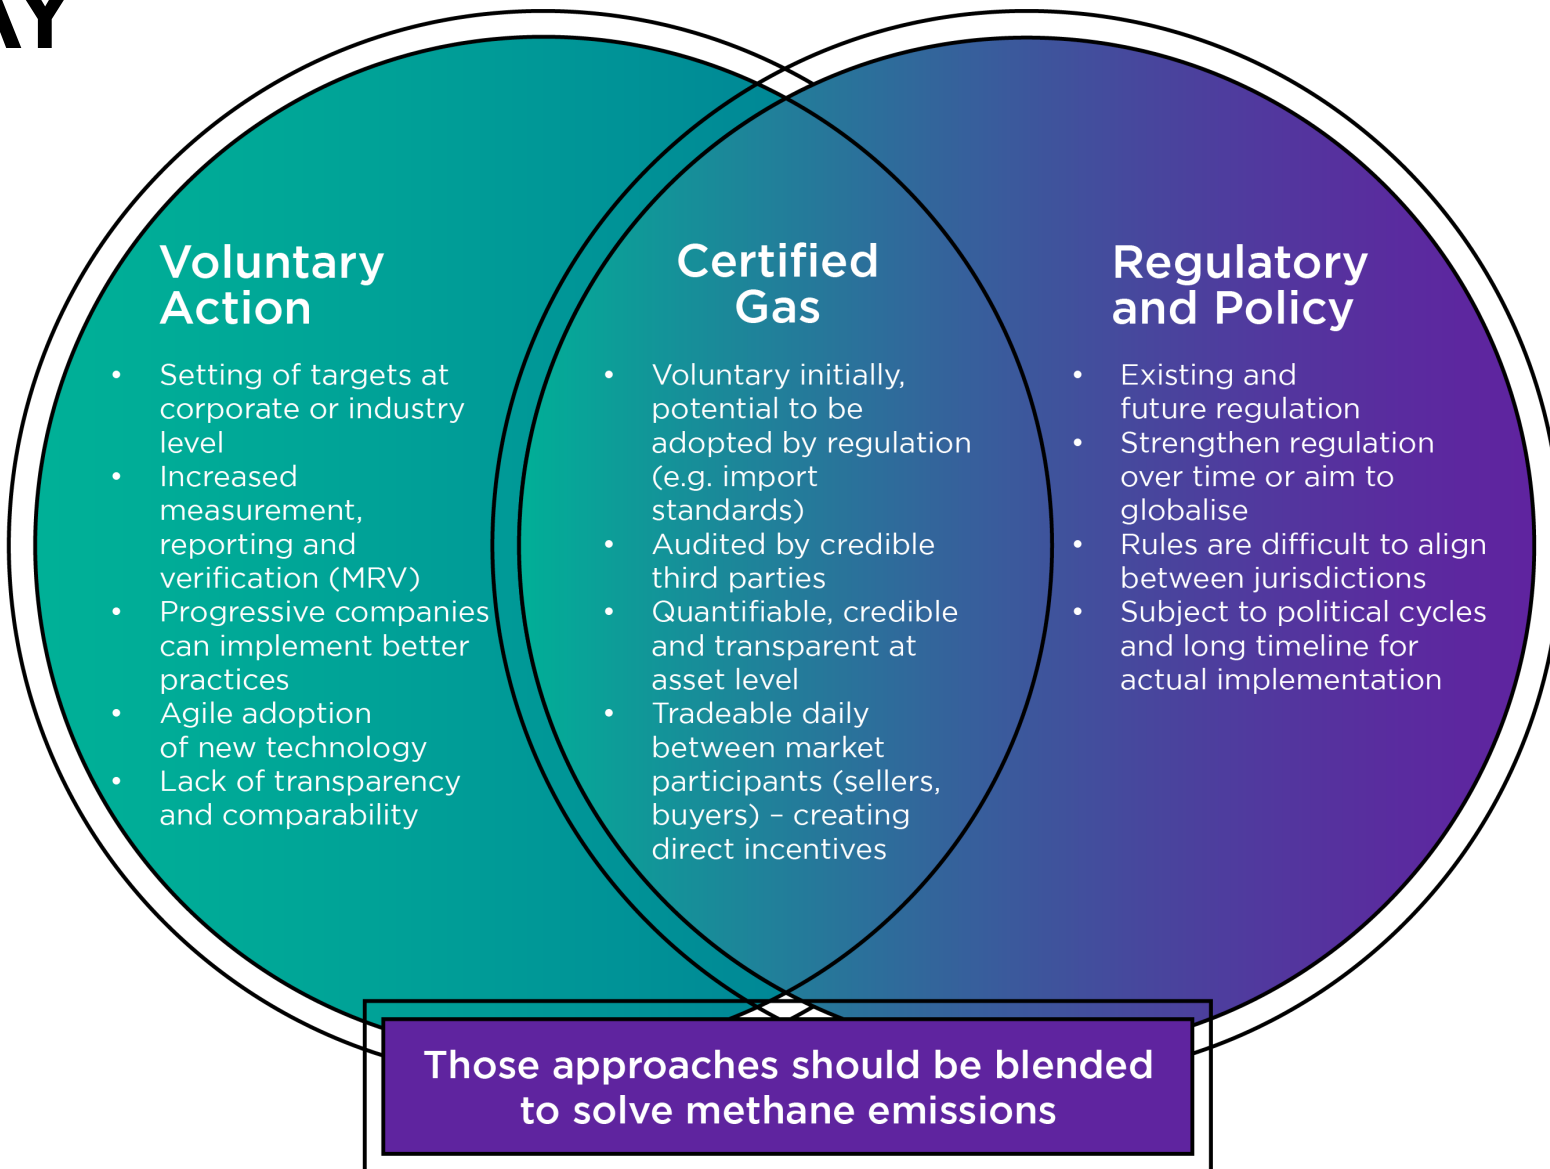 AY
Voluntary
Action
• Setting of targets at
corporate or industry
level
• Increased
measurement,
reporting and
verification (MRV)
• Progressive companies
can implement better
practices
• Agile adoption
of new technology
• Lack of transparency
and comparability
Certified
Gas
• Voluntary initially,
potential to be
adopted by regulation
(e.g. import
standards)
• Audited by credible
third parties
• Quantifiable, credible
and transparent at
asset level
• Tradeable daily
between market
participants (sellers,
buyers) – creating
direct incentives
Regulatory
and Policy
• Existing and
future regulation
• Strengthen regulation
over time or aim to
globalise
• Rules are difficult to align
between jurisdictions
• Subject to political cycles
and long timeline for
actual implementation
Those approaches should be blended
to solve methane emissions